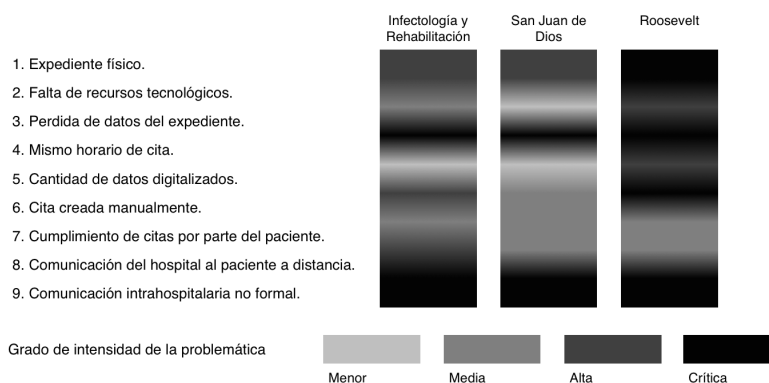 Infectología y
Rehabilitación
San Juan de
Dios
Roosevelt
1. Expediente físico.
2. Falta de recursos tecnológicos.
3. Perdida de datos del expediente.
4. Mismo horario de cita.
5. Cantidad de datos digitalizados.
6. Cita creada manualmente.
7. Cumplimiento de citas por parte del paciente.
8. Comunicación del hospital al paciente a distancia.
9. Comunicación intrahospitalaria no formal.
Grado de intensidad de la problemática
Menor
Media
Alta
Crítica